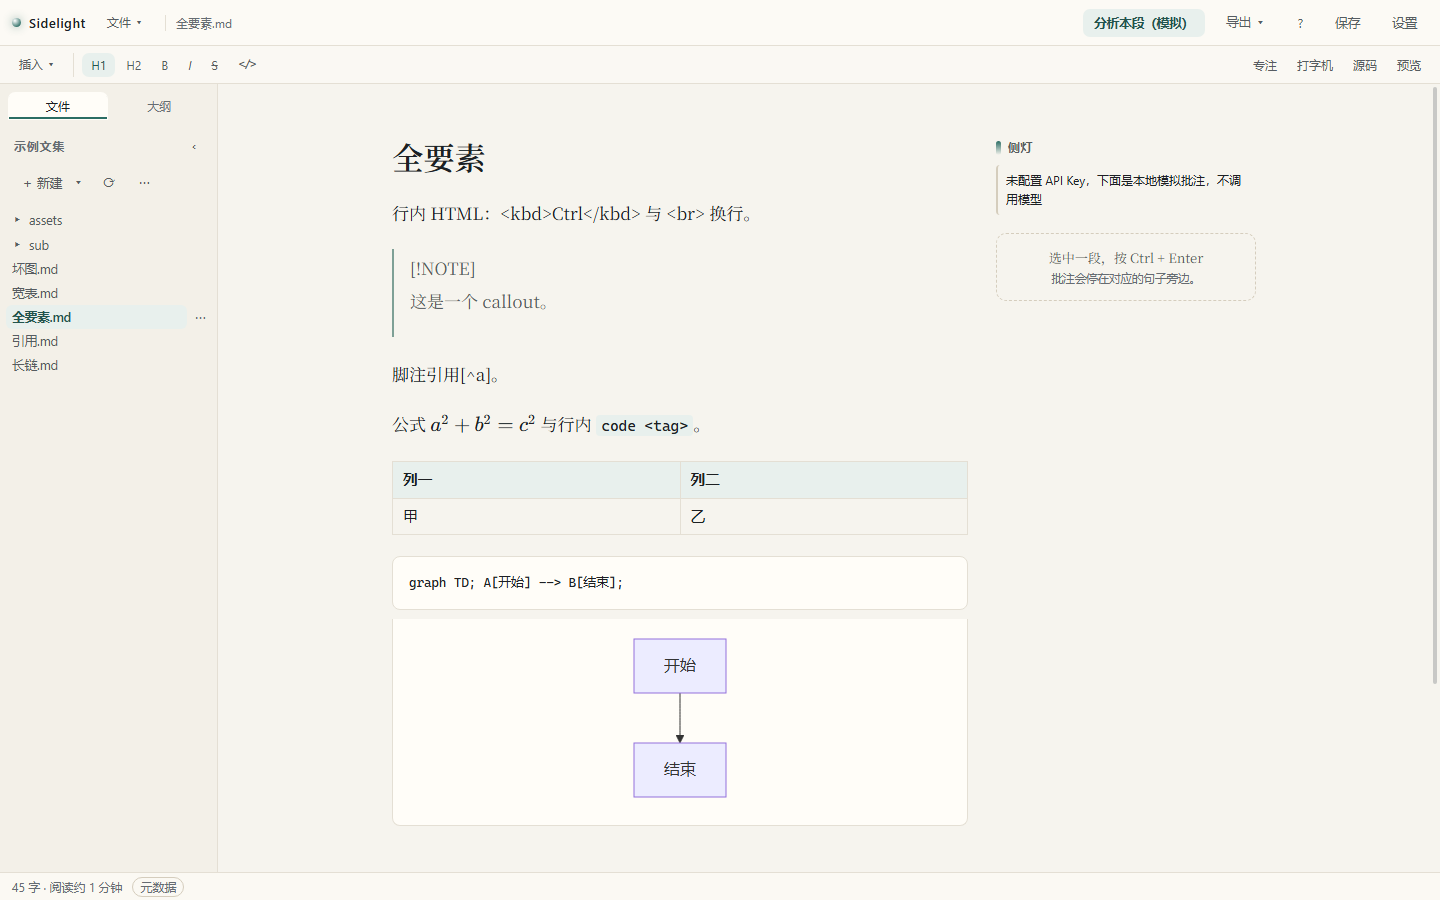 Sidelight 文件 全要素.md 分析本段（模拟） 导出 ? 保存 设置
插入 H1 H2 B I S </> 专注 打字机 源码 预览
文件 大纲
示例文集 ‹
+ 新建 ···
assets
sub
坏图.md
宽表.md
全要素.md ···
引用.md
长链.md
全要素
行内 HTML：<kbd>Ctrl</kbd> 与 <br> 换行。
[!NOTE]
这是一个 callout。
脚注引用[^a]。
公式 a² + b² = c² 与行内 code <tag>。
列一 列二
甲 乙
graph TD; A[开始] --> B[结束];
开始
结束
侧灯
未配置 API Key，下面是本地模拟批注，不调
用模型
选中一段，按 Ctrl + Enter
批注会停在对应的句子旁边。
45 字 · 阅读约 1 分钟 元数据